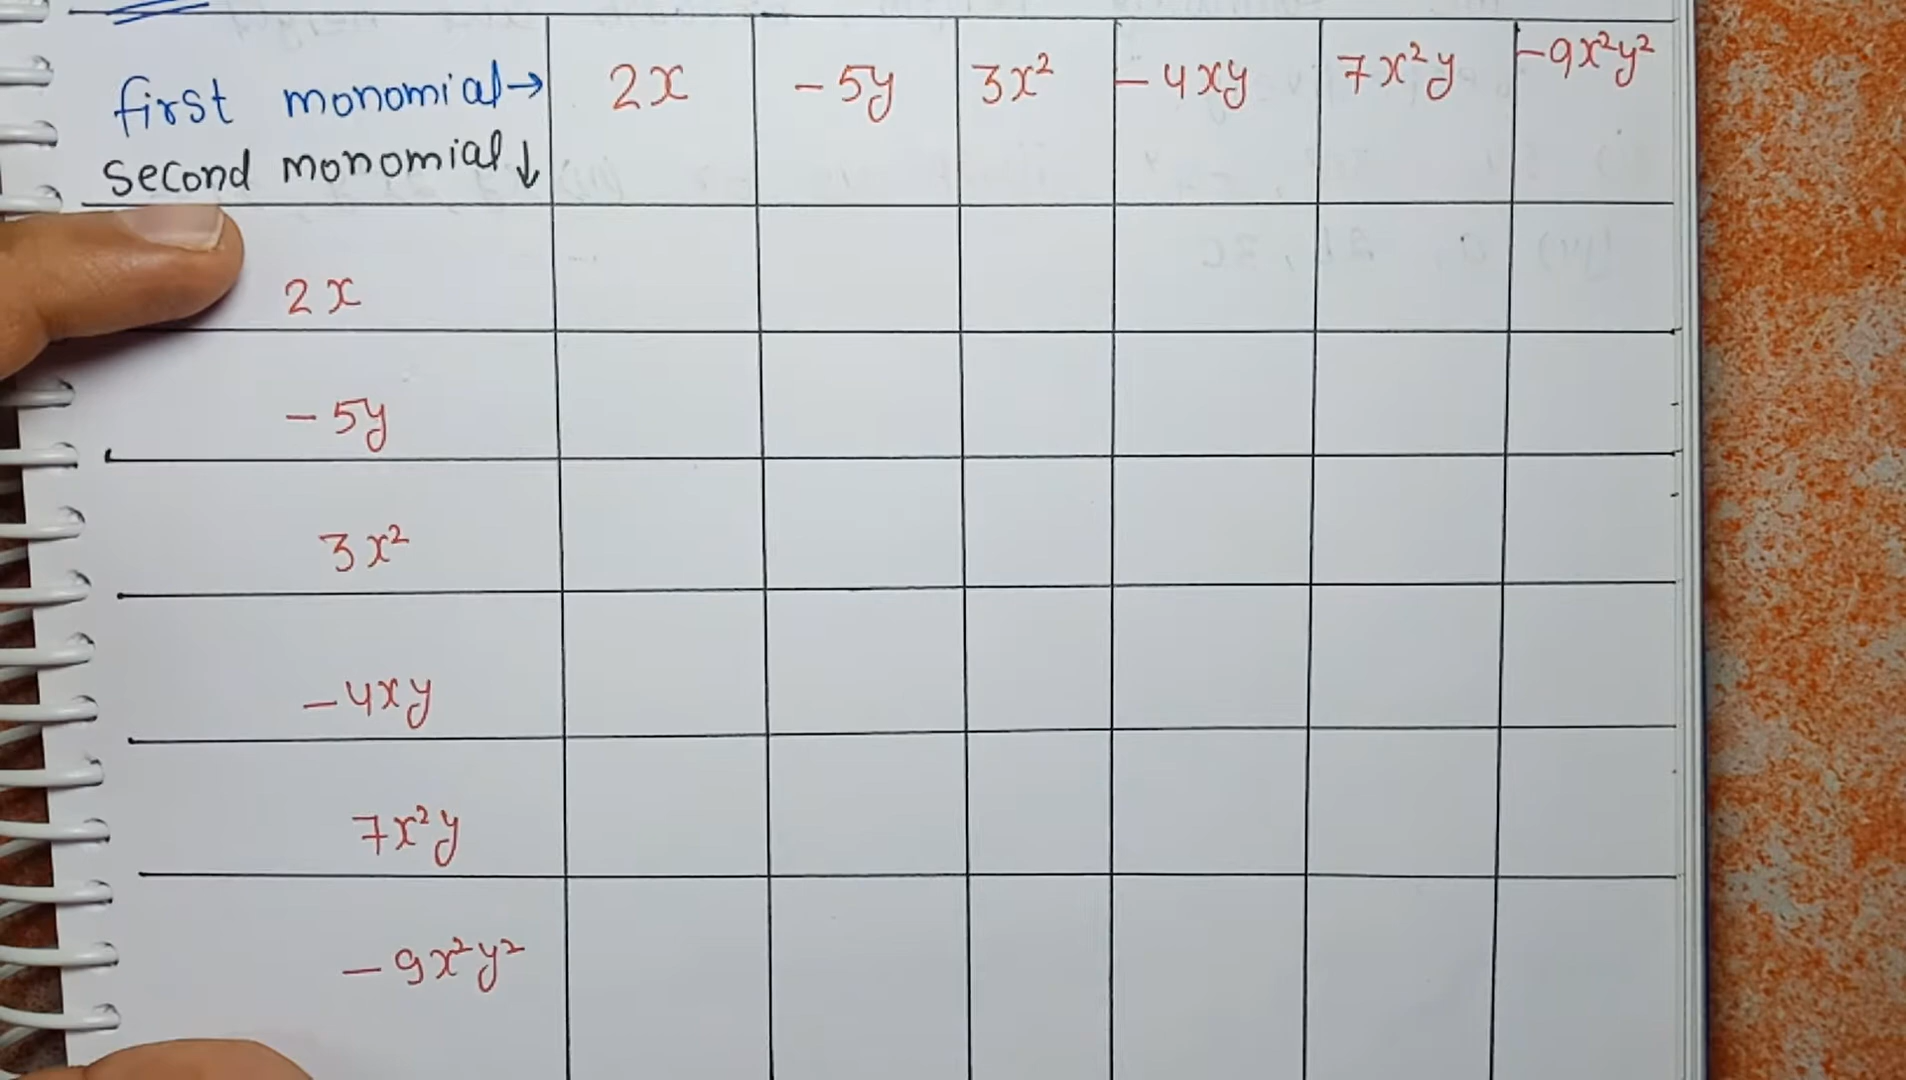 first monomial→ 2x -5y 3x² -4xy 7x²y -9x²y²
second monomial↓
2x
-5y
3x²
-4xy
7x²y
-9x²y²